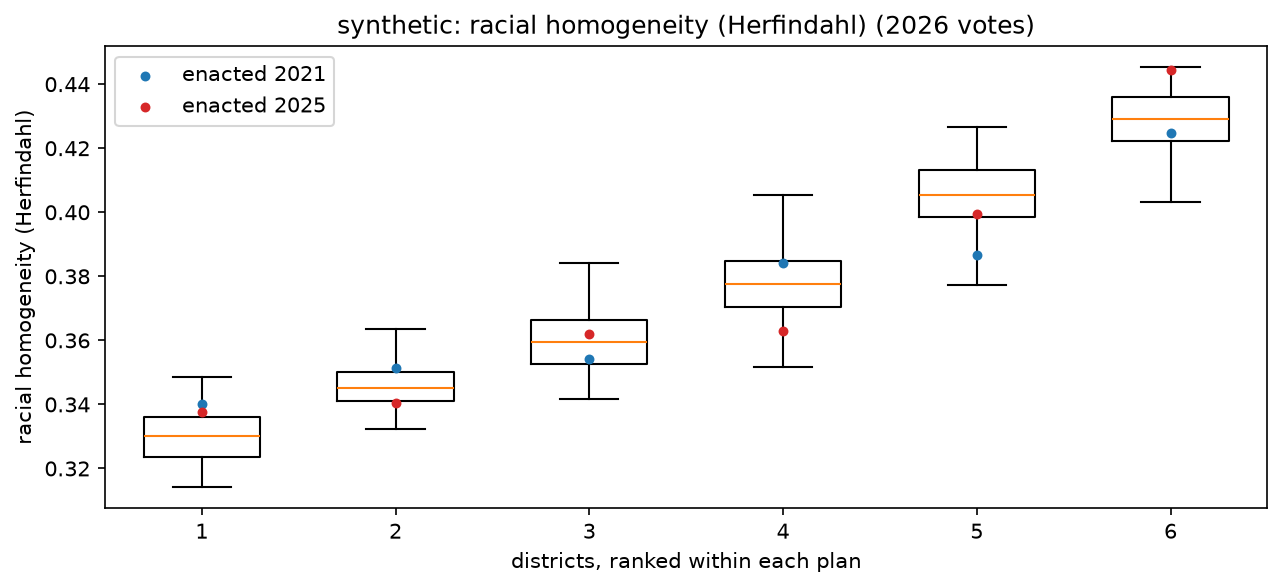 synthetic: racial homogeneity (Herfindahl) (2026 votes)
enacted 2021
enacted 2025
racial homogeneity (Herfindahl)
0.44
0.42
0.40
0.38
0.36
0.34
0.32
1 2 3 4 5 6
districts, ranked within each plan